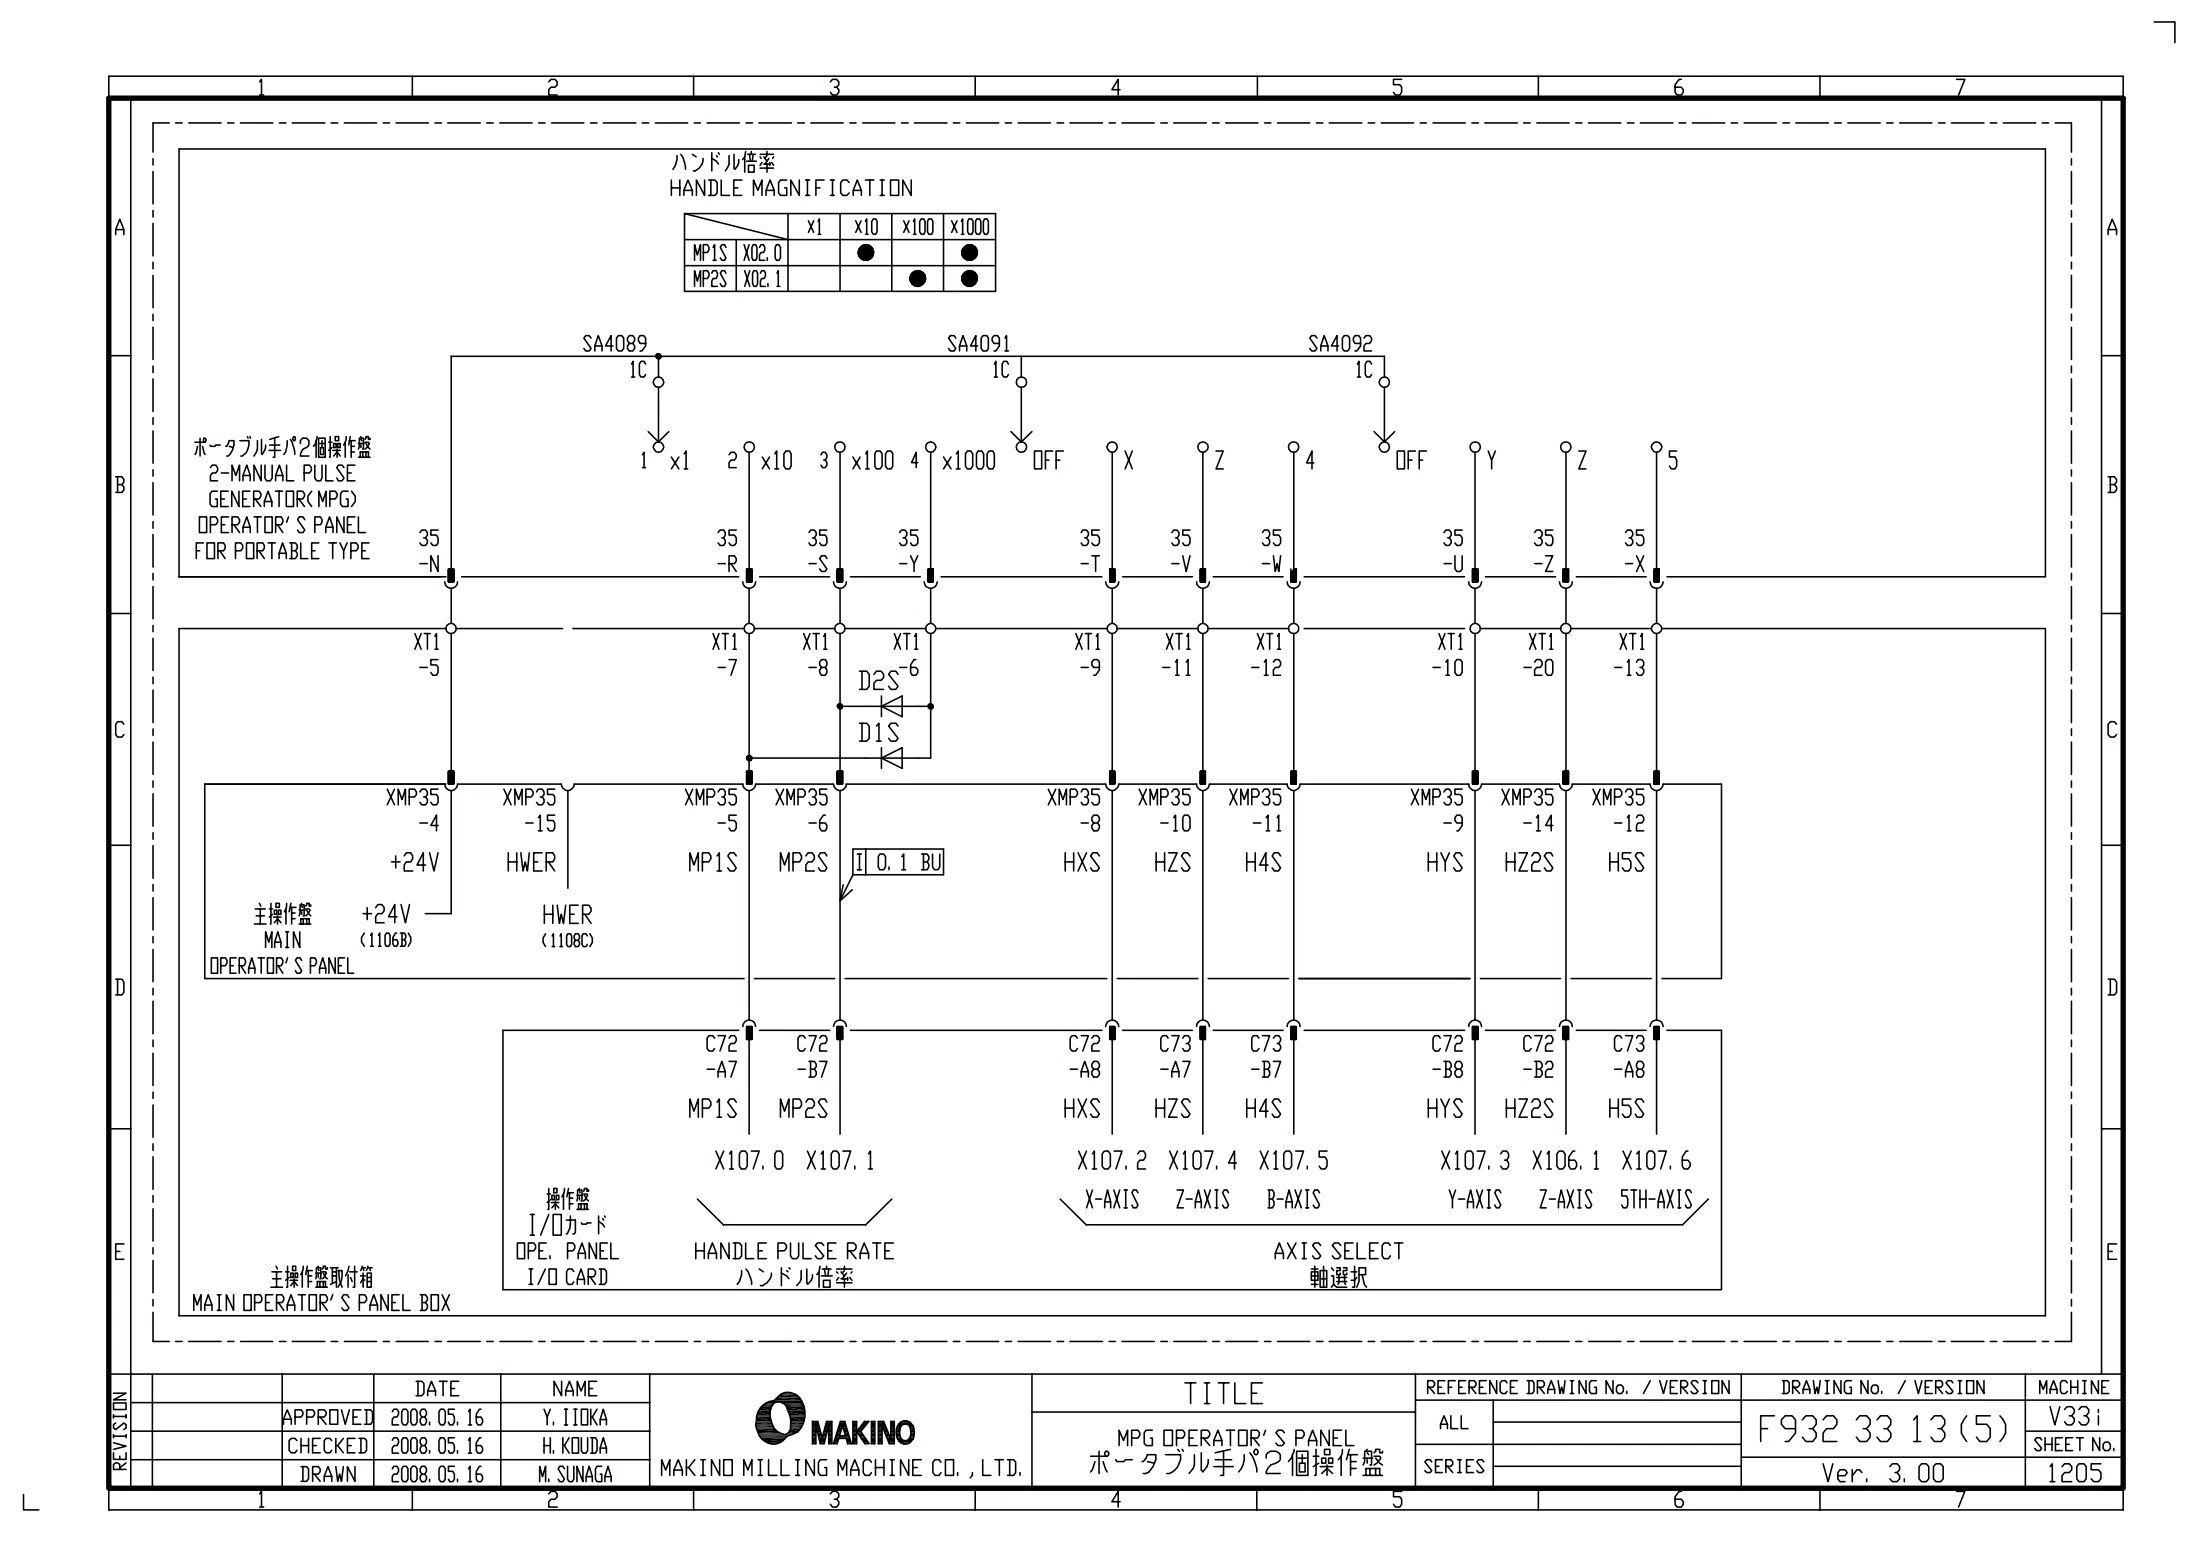 1 2 3 4 5 6 7
A A
B B
C C
D D
E E
ハンドル倍率
HANDLE MAGNIFICATION
x1 x10 x100 x1000
MP1S X02.0
MP2S X02.1
SA4089 SA4091 SA4092
1C 1C 1C
1 x1 2 x10 3 x100 4 x1000 OFF X Z 4 OFF Y Z 5
ポータブル手パ2個操作盤
2-MANUAL PULSE
GENERATOR(MPG)
OPERATOR'S PANEL
FOR PORTABLE TYPE
35 35 35 35 35 35 35 35 35 35
-N -R -S -Y -T -V -W -U -Z -X
XT1 XT1 XT1 XT1 XT1 XT1 XT1 XT1 XT1 XT1
-5 -7 -8 -6 -9 -11 -12 -10 -20 -13
D2S
D1S
XMP35 XMP35 XMP35 XMP35 XMP35 XMP35 XMP35 XMP35 XMP35 XMP35
-4 -15 -5 -6 -8 -10 -11 -9 -14 -12
+24V HWER MP1S MP2S I 0.1 BU HXS HZS H4S HYS HZ2S H5S
主操作盤 +24V HWER
MAIN (1106B) (1108C)
OPERATOR'S PANEL
C72 C72 C72 C73 C73 C72 C72 C73
-A7 -B7 -A8 -A7 -B7 -B8 -B2 -A8
MP1S MP2S HXS HZS H4S HYS HZ2S H5S
X107.0 X107.1 X107.2 X107.4 X107.5 X107.3 X106.1 X107.6
X-AXIS Z-AXIS B-AXIS Y-AXIS Z-AXIS 5TH-AXIS
操作盤
I/Oカード
OPE. PANEL
I/O CARD
HANDLE PULSE RATE
ハンドル倍率
AXIS SELECT
軸選択
主操作盤取付箱
MAIN OPERATOR'S PANEL BOX
REVISION
DATE NAME
APPROVED 2008.05.16 Y.IIOKA
CHECKED 2008.05.16 H.KOUDA
DRAWN 2008.05.16 M.SUNAGA
MAKINO
MAKINO MILLING MACHINE CO.,LTD.
TITLE
MPG OPERATOR'S PANEL
ポータブル手パ2個操作盤
REFERENCE DRAWING No. / VERSION
ALL
SERIES
DRAWING No. / VERSION
F932 33 13(5)
Ver. 3.00
MACHINE
V33i
SHEET No.
1205
1 2 3 4 5 6 7